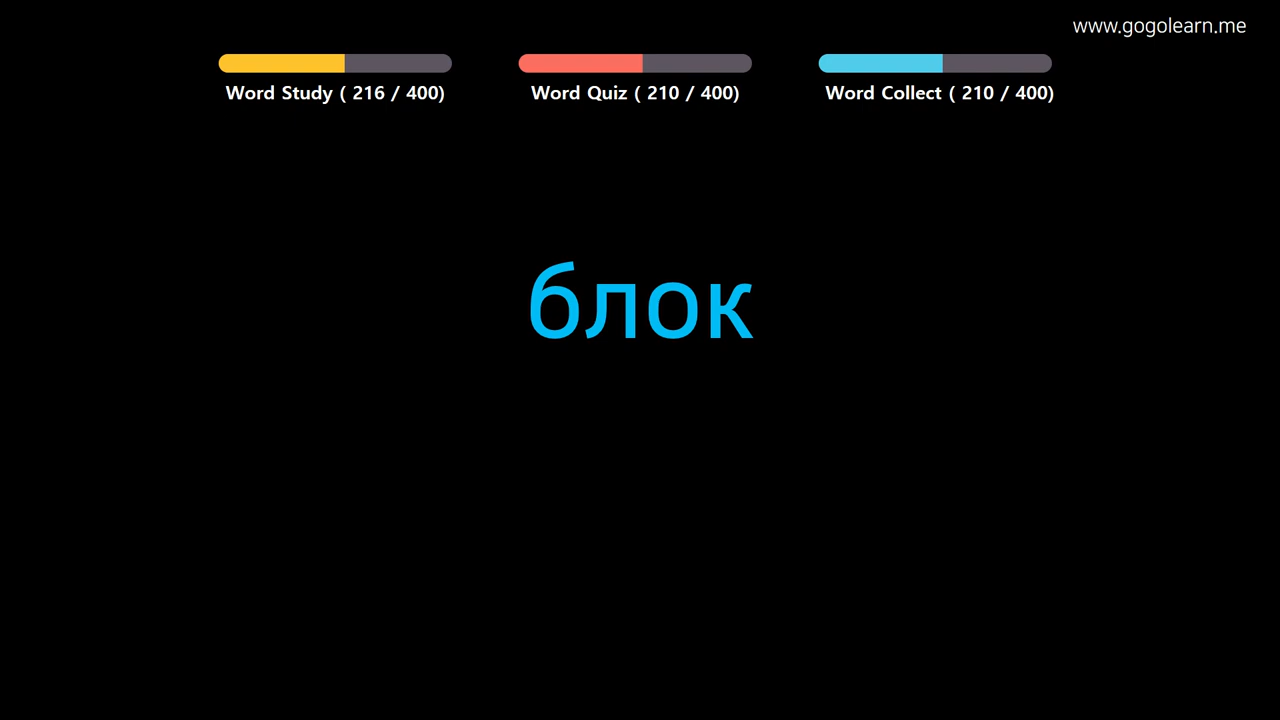 www.gogolearn.me
Word Study ( 216 / 400)
Word Quiz ( 210 / 400)
Word Collect ( 210 / 400)
блок